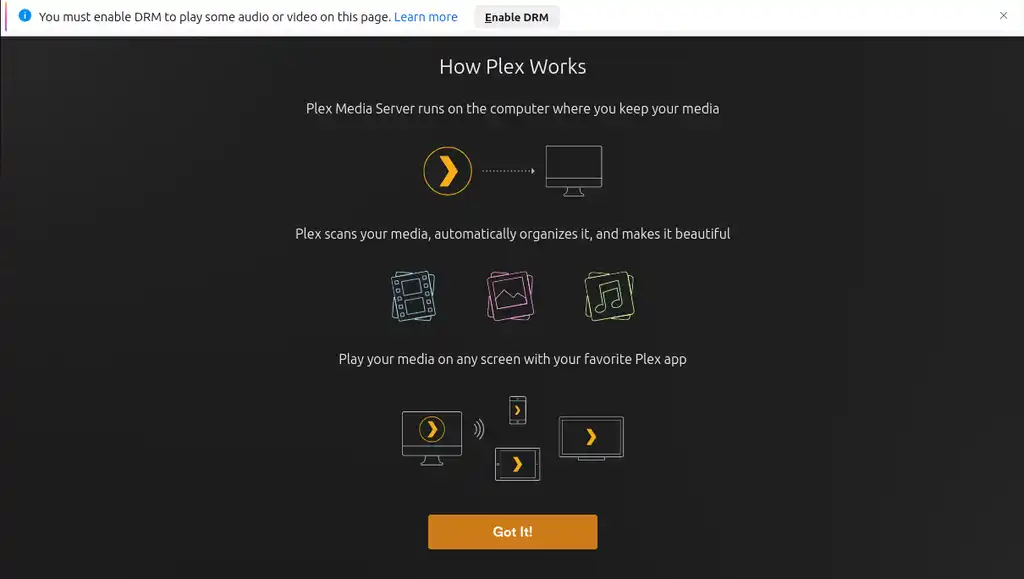 You must enable DRM to play some audio or video on this page. Learn more Enable DRM
How Plex Works
Plex Media Server runs on the computer where you keep your media
Plex scans your media, automatically organizes it, and makes it beautiful
Play your media on any screen with your favorite Plex app
Got It!